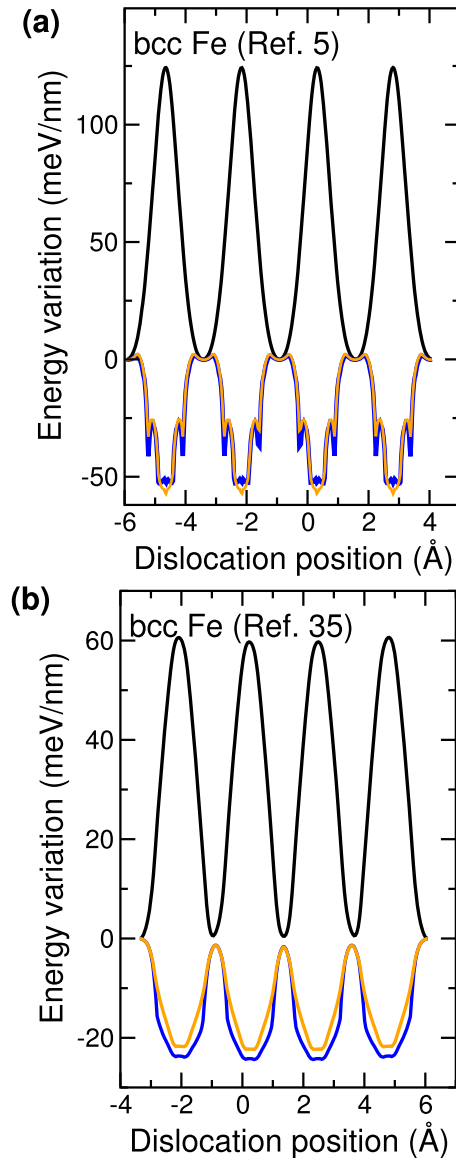 (a)
bcc Fe (Ref. 5)
Energy variation (meV/nm)
100
50
0
-50
-6 -4 -2 0 2 4
Dislocation position (Å)
(b)
bcc Fe (Ref. 35)
Energy variation (meV/nm)
60
40
20
0
-20
-4 -2 0 2 4 6
Dislocation position (Å)